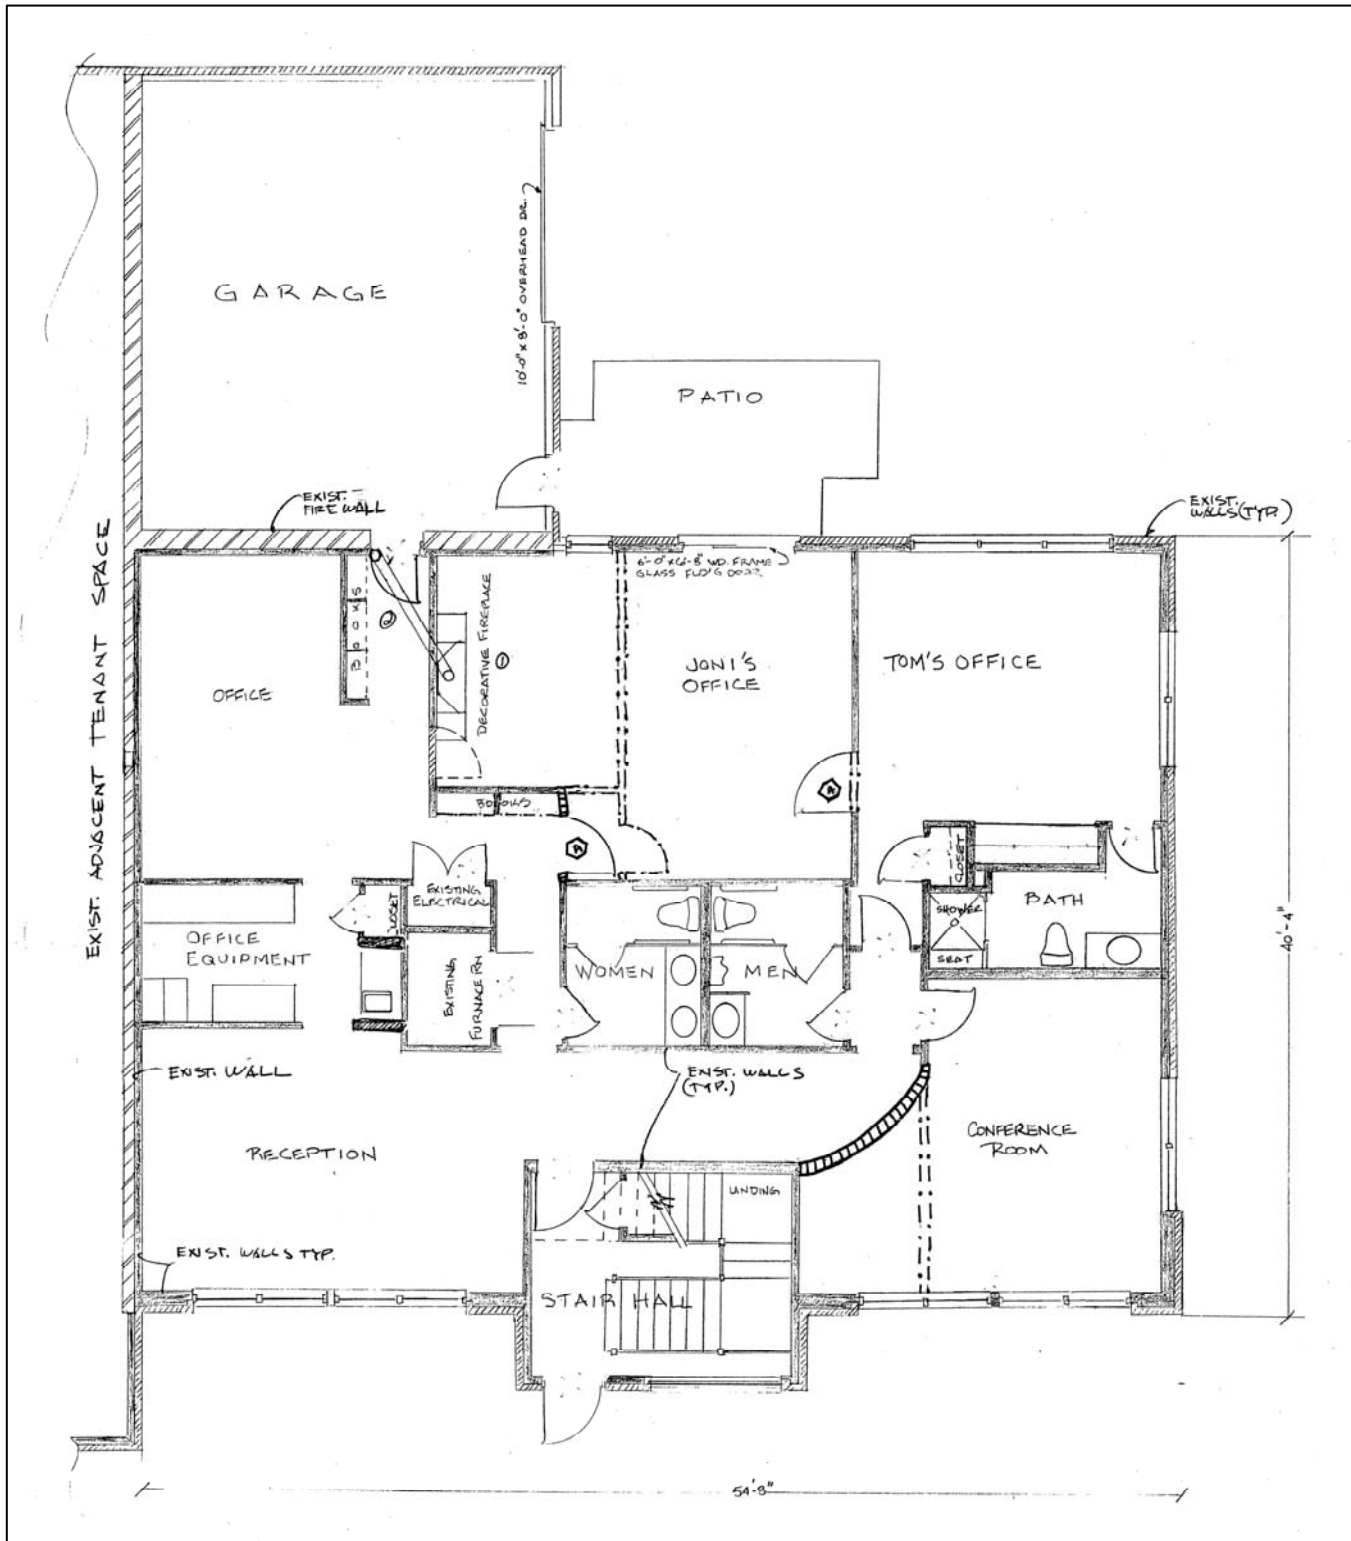 GARAGE
10'-0" x 8'-0" OVERHEAD DR.
PATIO
EXIST.
FIRE WALL
EXIST.
WALLS (TYP.)
EXIST. ADJACENT TENANT SPACE
6'-0" x 6'-8" WD. FRAME
GLASS FLD'G DOOR
BOOKS
2
DECORATIVE FIREPLACE
1
OFFICE
JONI'S
OFFICE
TOM'S OFFICE
A
BOOKS
A
CLOSET
EXISTING
ELECTRICAL
CLOSET
SHOWER
BATH
40'-4"
OFFICE
EQUIPMENT
EXISTING
FURNACE RM
WOMEN
MEN
SEAT
EXIST. WALL
EXIST. WALLS
(TYP.)
RECEPTION
CONFERENCE
ROOM
LANDING
EXIST. WALLS TYP.
STAIR HALL
54'-8"